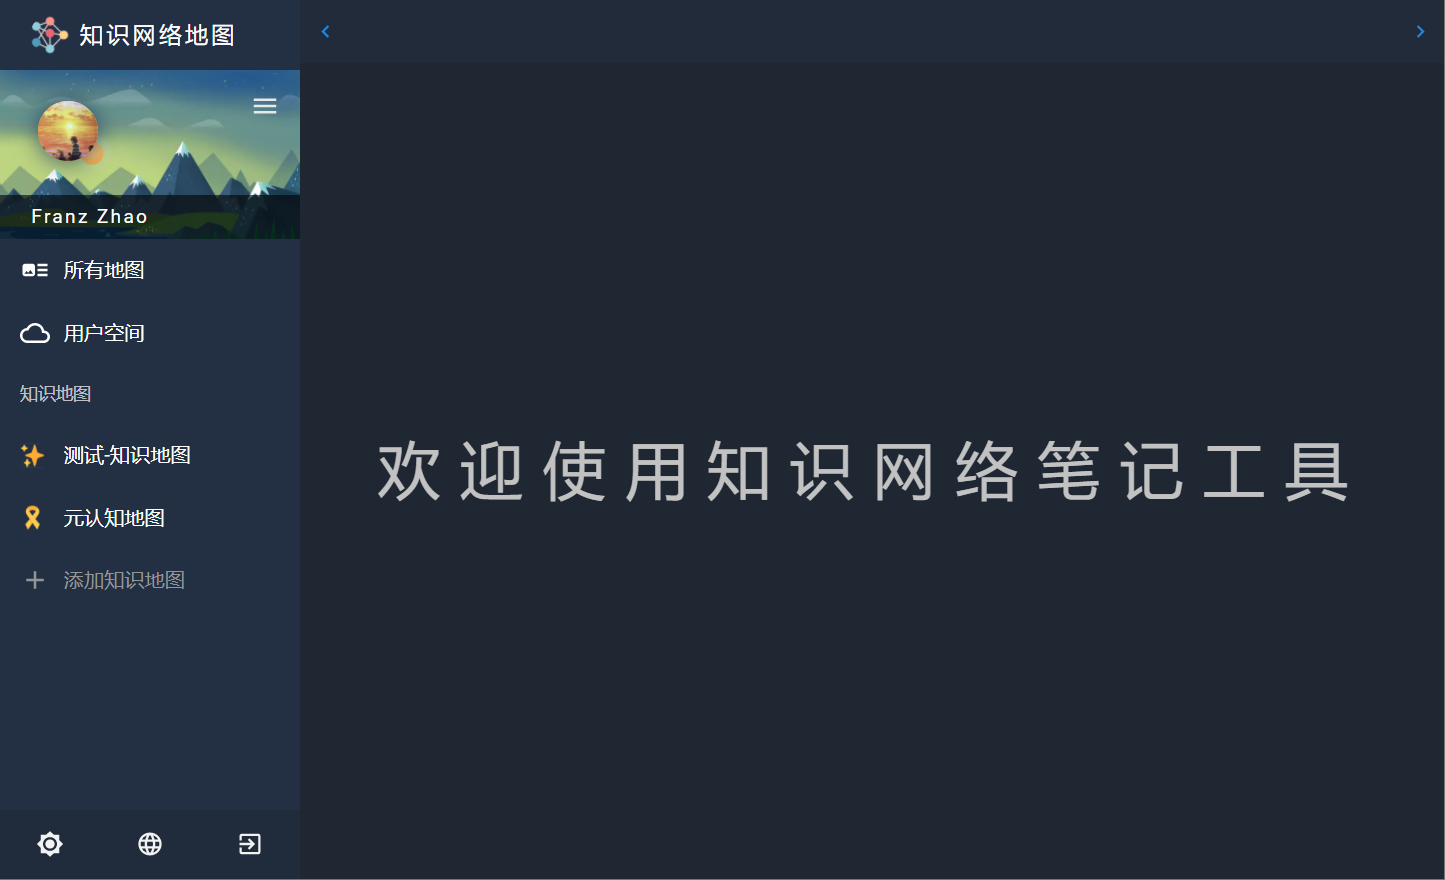 知识网络地图
Franz Zhao
所有地图
用户空间
知识地图
测试-知识地图
元认知地图
添加知识地图
欢迎使用知识网络笔记工具